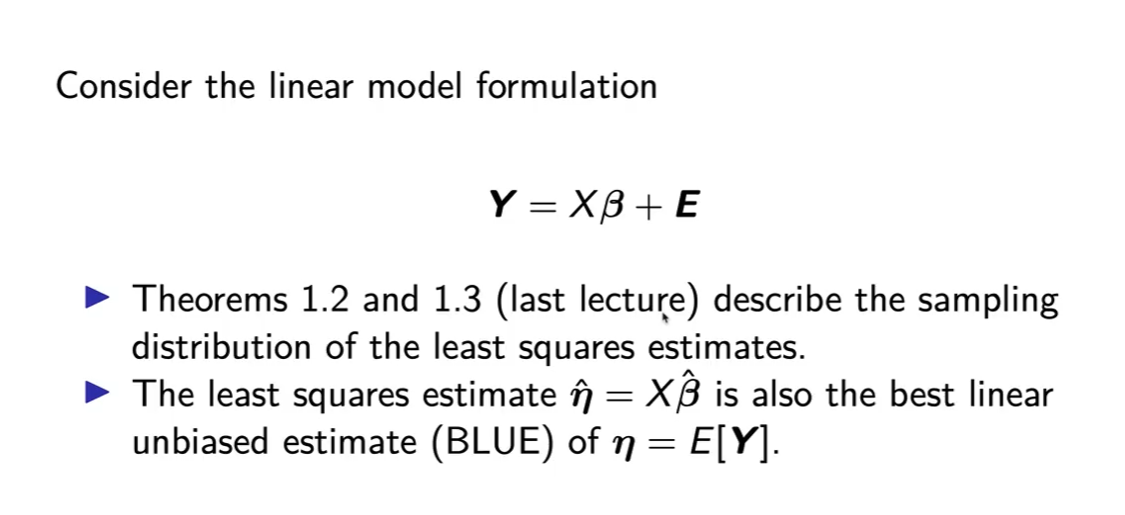 Consider the linear model formulation
Y = Xβ + E
▶ Theorems 1.2 and 1.3 (last lecture) describe the sampling
distribution of the least squares estimates.
▶ The least squares estimate η̂ = Xβ̂ is also the best linear
unbiased estimate (BLUE) of η = E[Y].